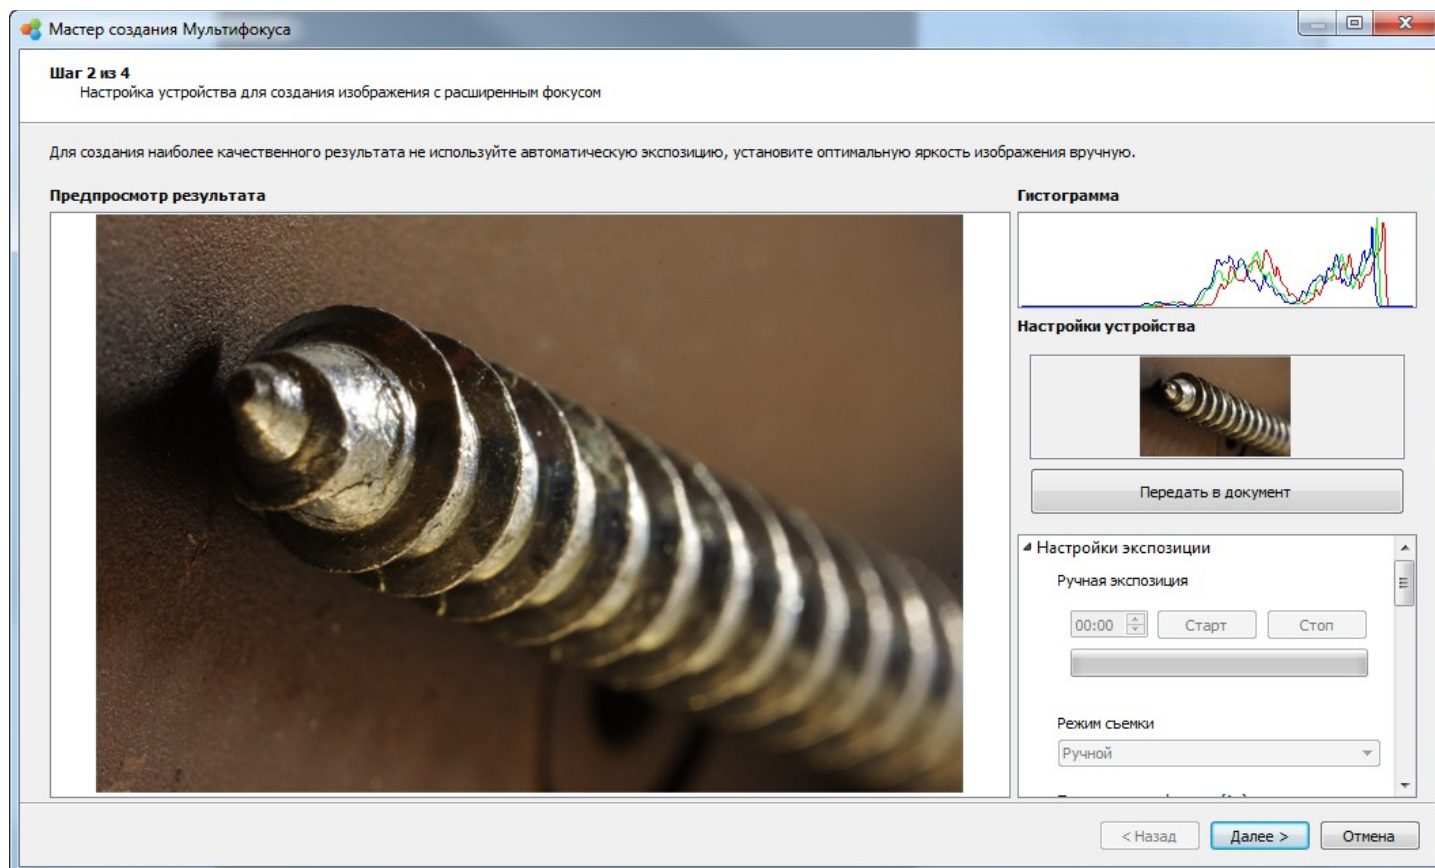 Мастер создания Мультифокуса
Шаг 2 из 4
Настройка устройства для создания изображения с расширенным фокусом
Для создания наиболее качественного результата не используйте автоматическую экспозицию, установите оптимальную яркость изображения вручную.
Предпросмотр результата
Гистограмма
Настройки устройства
Передать в документ
Настройки экспозиции
Ручная экспозиция
00:00 Старт Стоп
Режим съемки
Ручной
< Назад Далее > Отмена